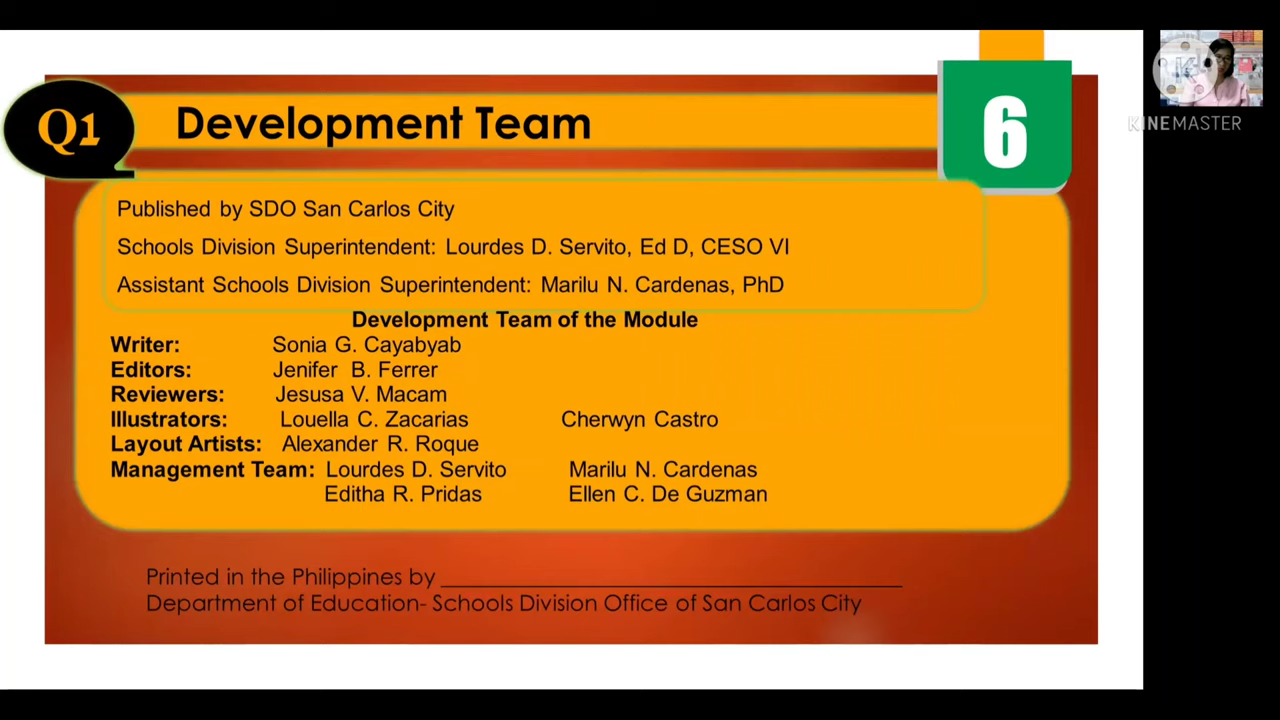 Q1
Development Team
6
KINEMASTER
Published by SDO San Carlos City
Schools Division Superintendent: Lourdes D. Servito, Ed D, CESO VI
Assistant Schools Division Superintendent: Marilu N. Cardenas, PhD
Development Team of the Module
Writer: Sonia G. Cayabyab
Editors: Jenifer B. Ferrer
Reviewers: Jesusa V. Macam
Illustrators: Louella C. Zacarias Cherwyn Castro
Layout Artists: Alexander R. Roque
Management Team: Lourdes D. Servito Marilu N. Cardenas
Editha R. Pridas Ellen C. De Guzman
Printed in the Philippines by ______________________________________
Department of Education- Schools Division Office of San Carlos City